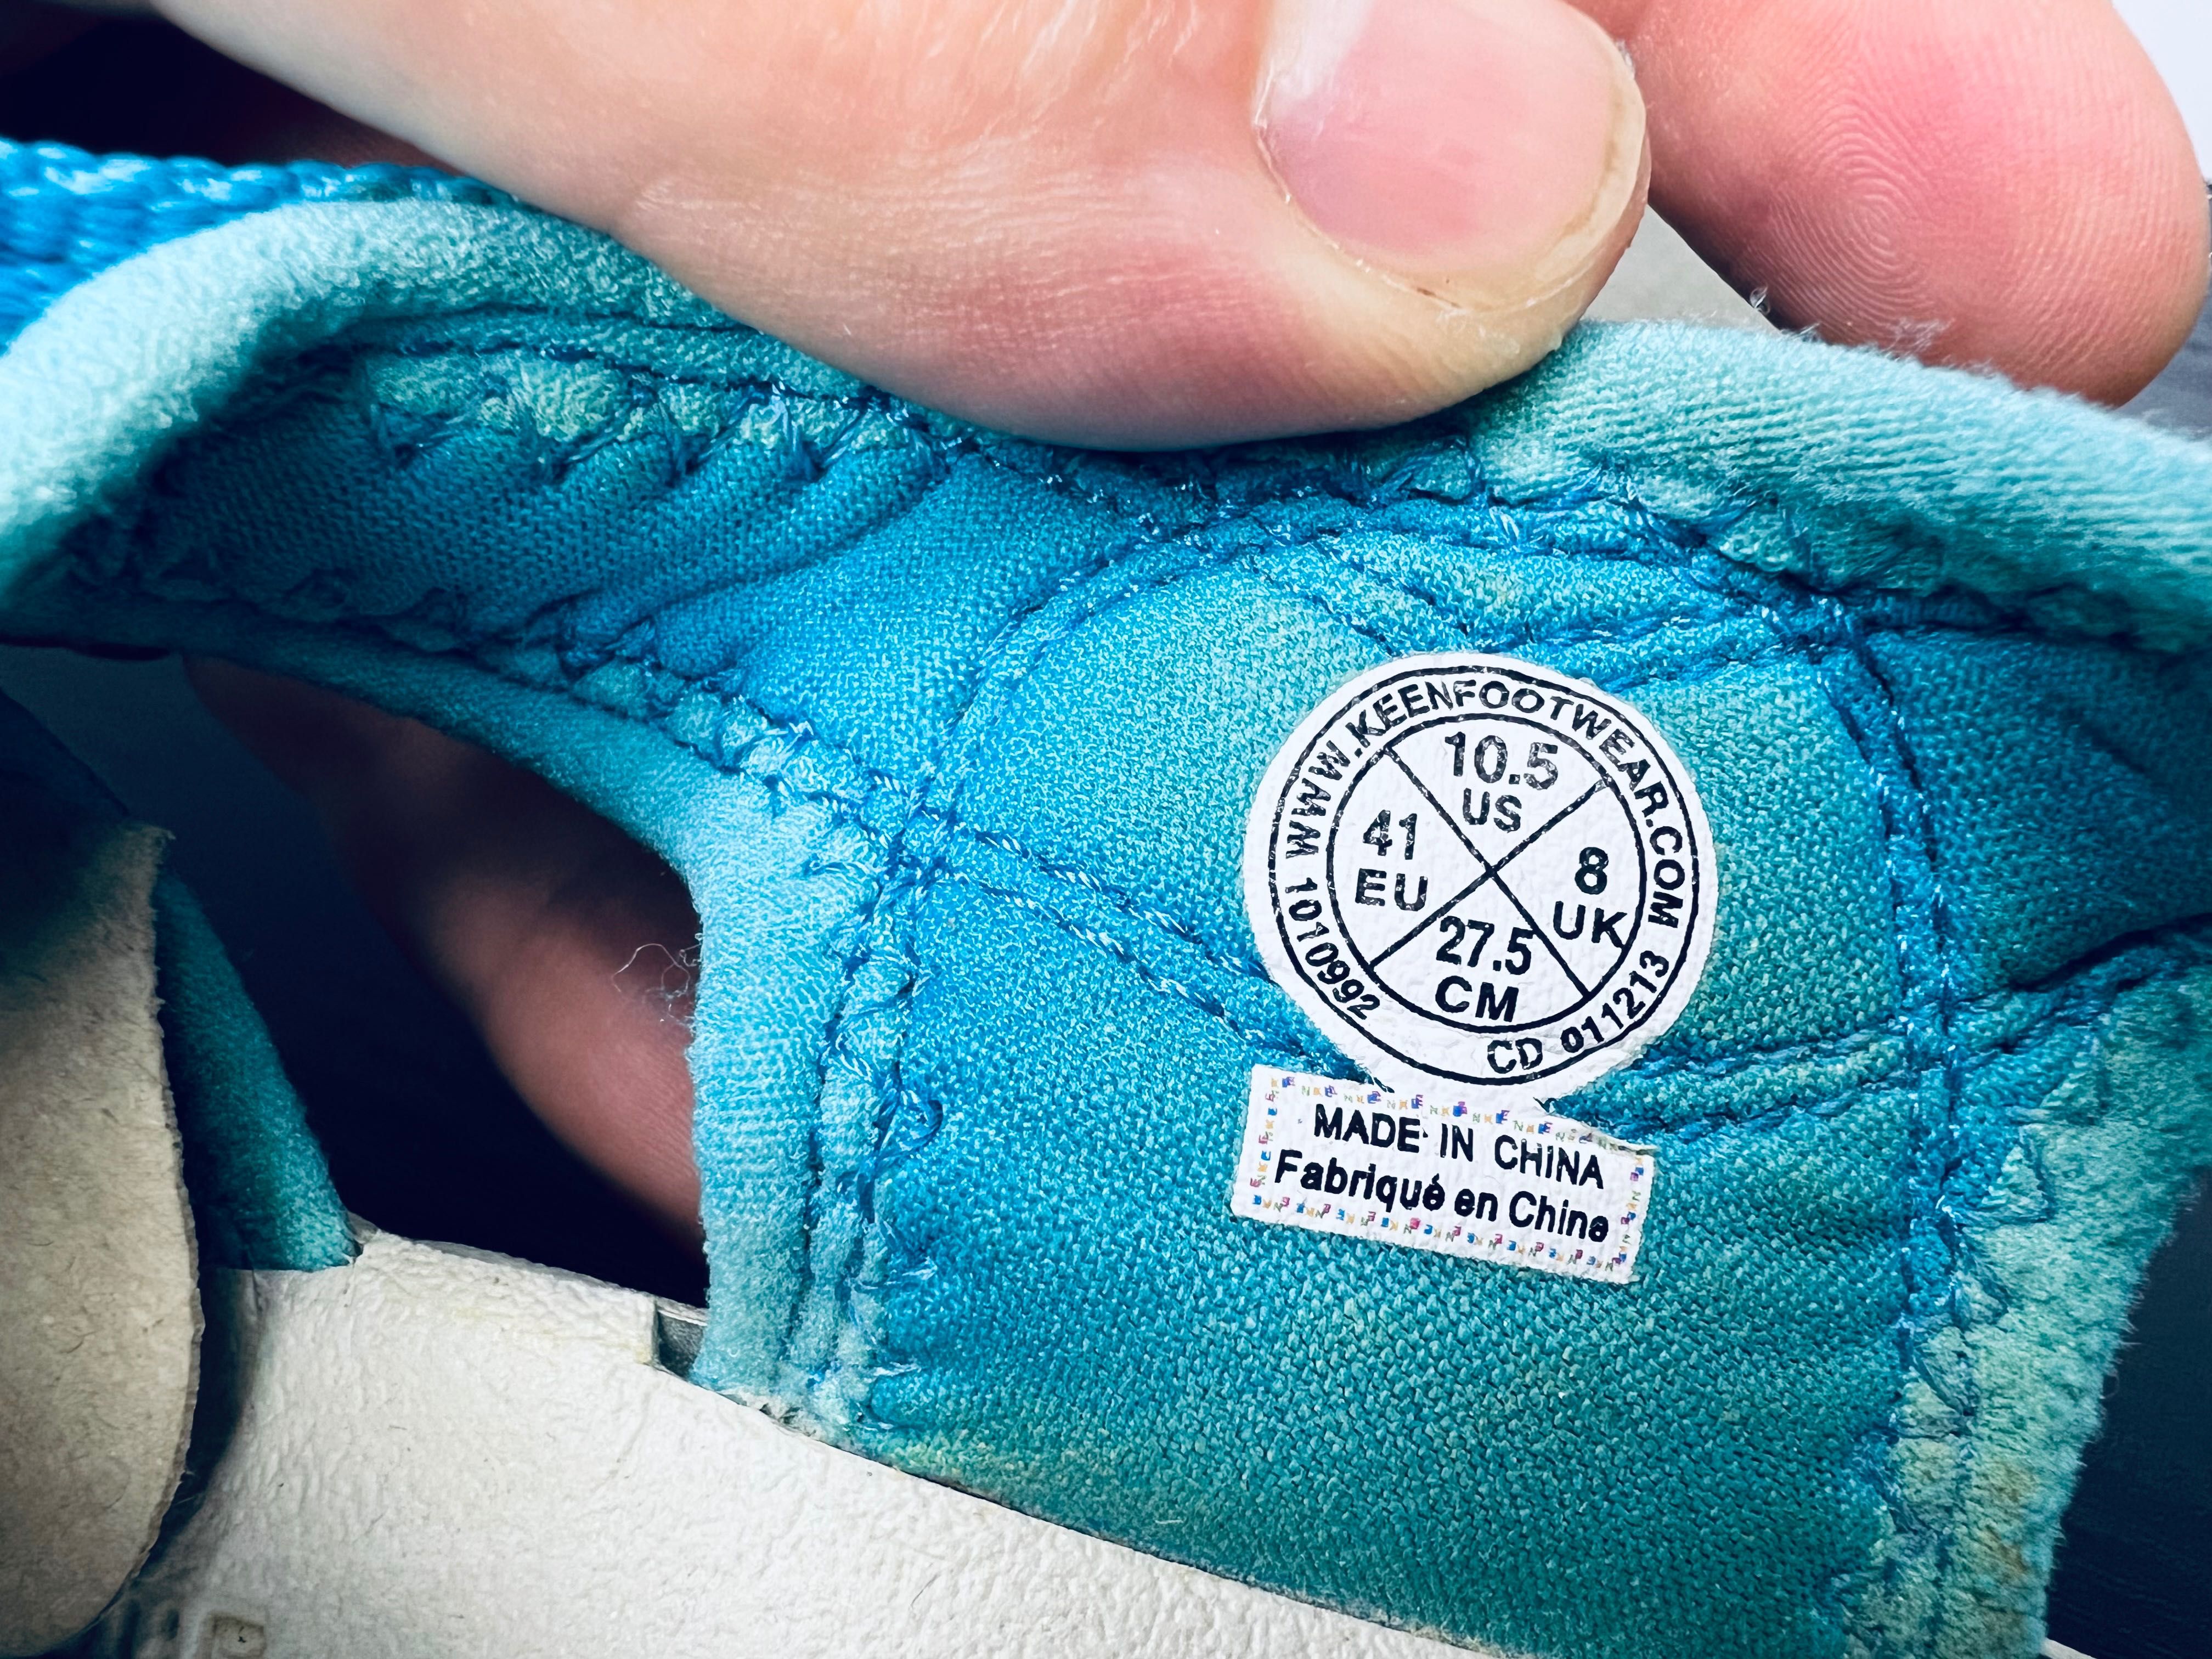 WWW.KEENFOOTWEAR.COM
10.5
US
41
EU
8
UK
27.5
CM
1010992
CD 011213
MADE IN CHINA
Fabriqué en Chine